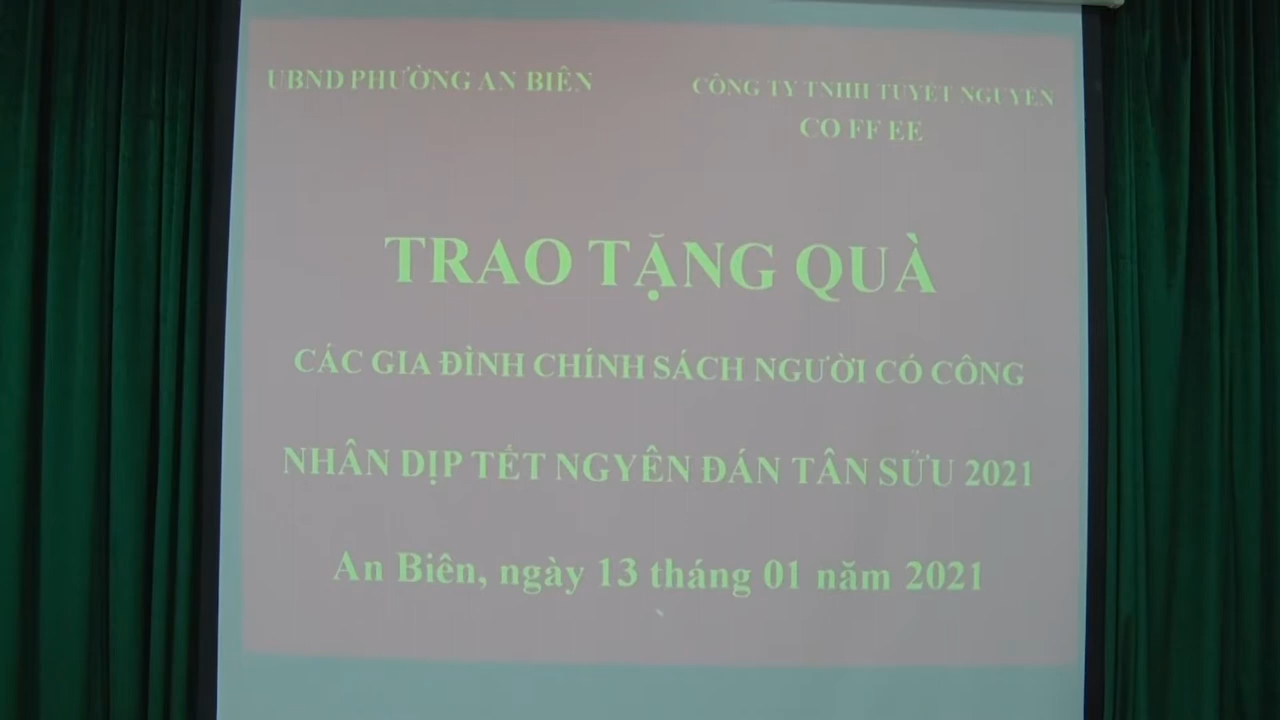 UBND PHƯỜNG AN BIÊN
CÔNG TY TNHH TUYẾT NGUYÊN
CO FF EE
TRAO TẶNG QUÀ
CÁC GIA ĐÌNH CHÍNH SÁCH NGƯỜI CÓ CÔNG
NHÂN DỊP TẾT NGYÊN ĐÁN TÂN SỬU 2021
An Biên, ngày 13 tháng 01 năm 2021